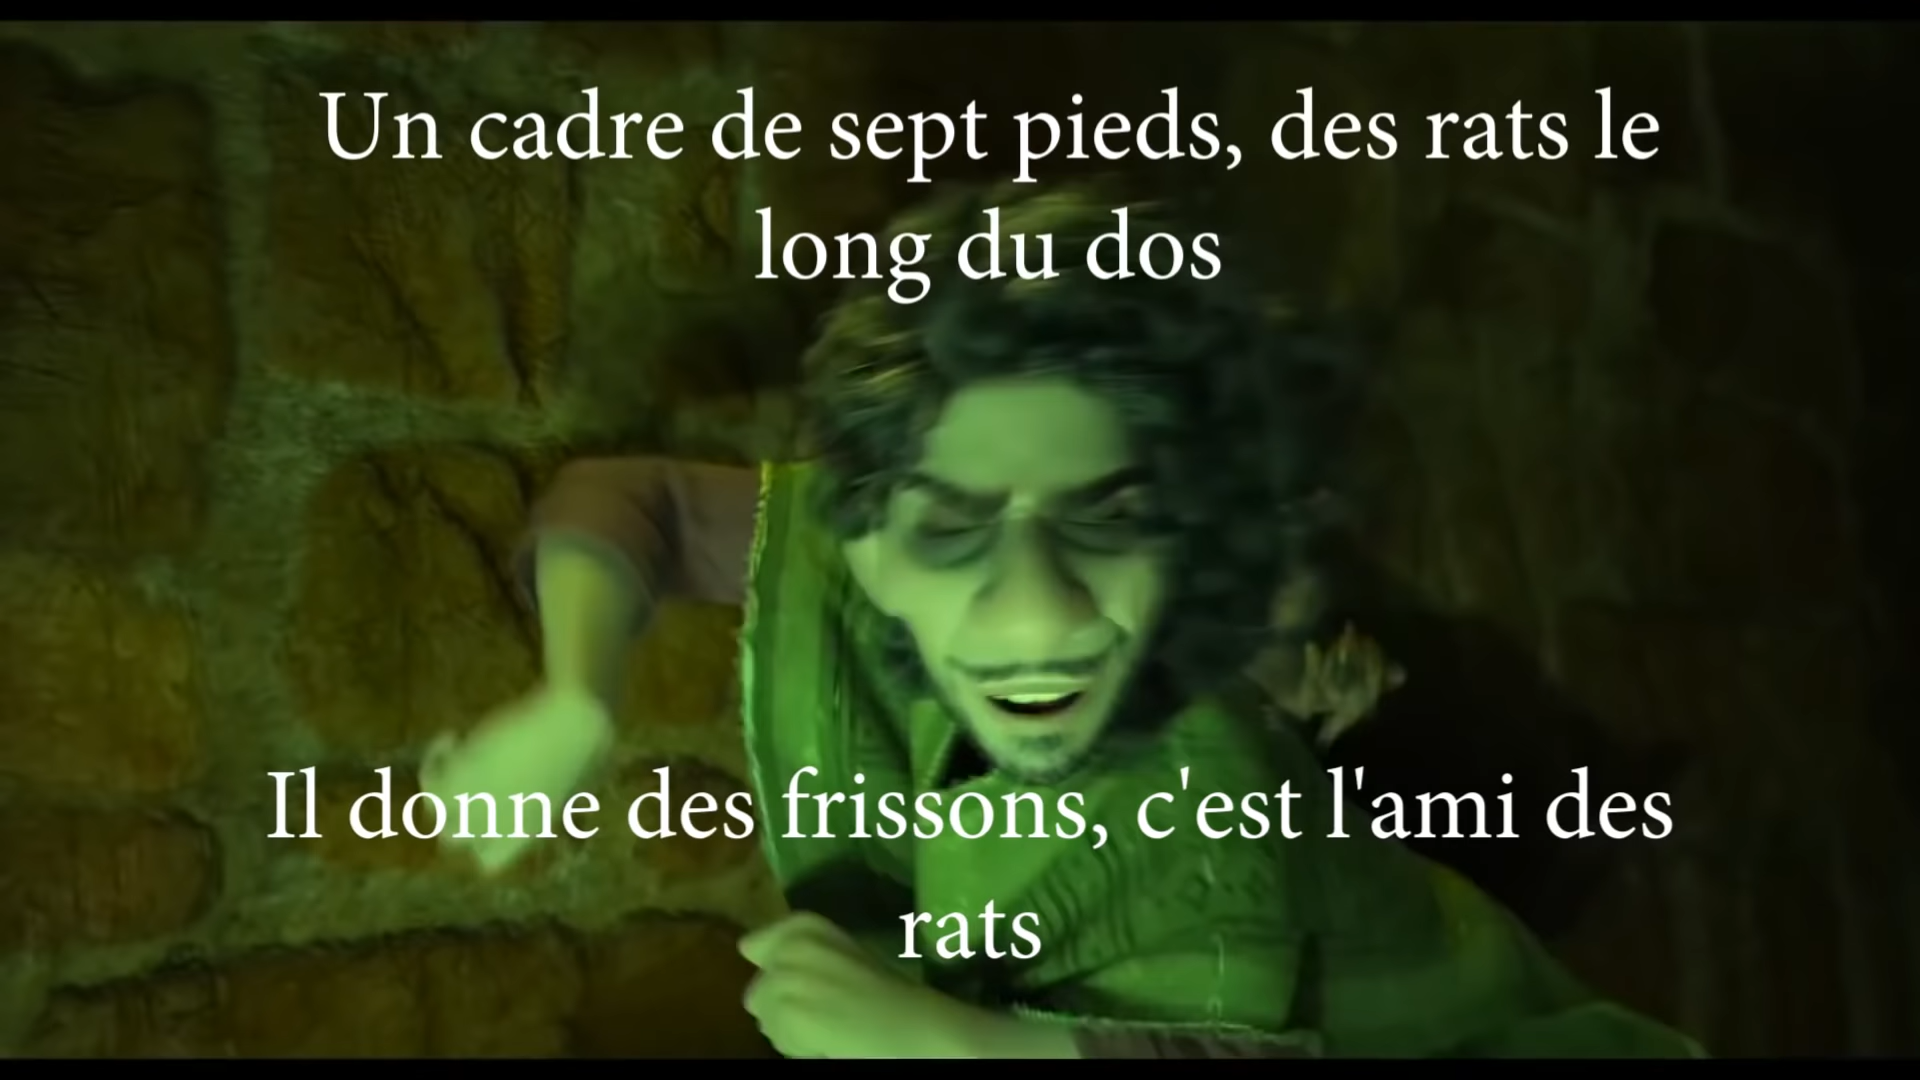 Un cadre de sept pieds, des rats le
long du dos
Il donne des frissons, c'est l'ami des
rats